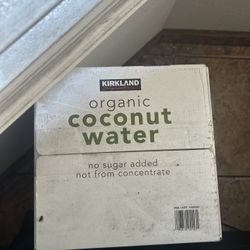 KIRKLAND
organic
coconut
water
no sugar added
not from concentrate